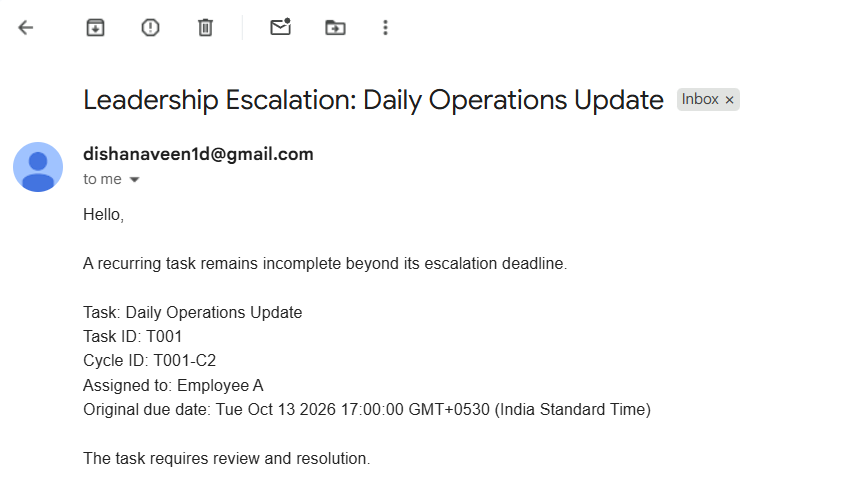 Leadership Escalation: Daily Operations Update Inbox ×
dishanaveen1d@gmail.com
to me
Hello,
A recurring task remains incomplete beyond its escalation deadline.
Task: Daily Operations Update
Task ID: T001
Cycle ID: T001-C2
Assigned to: Employee A
Original due date: Tue Oct 13 2026 17:00:00 GMT+0530 (India Standard Time)
The task requires review and resolution.